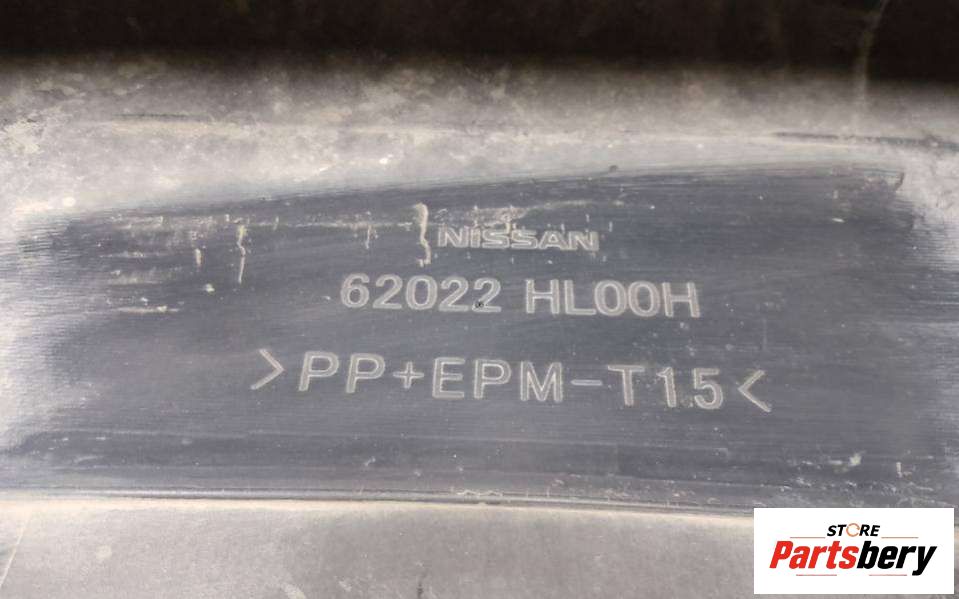 NISSAN
62022 HL00H
>PP+EPM-T15<
STORE
Partsbery